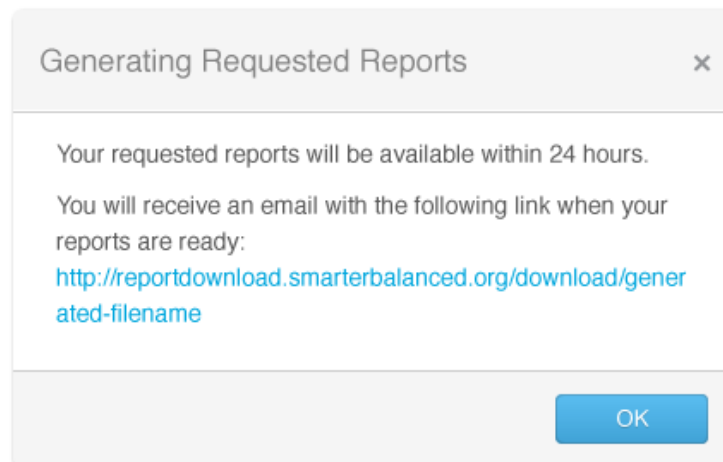 Generating Requested Reports ×
Your requested reports will be available within 24 hours.
You will receive an email with the following link when your
reports are ready:
http://reportdownload.smarterbalanced.org/download/gener
ated-filename
OK